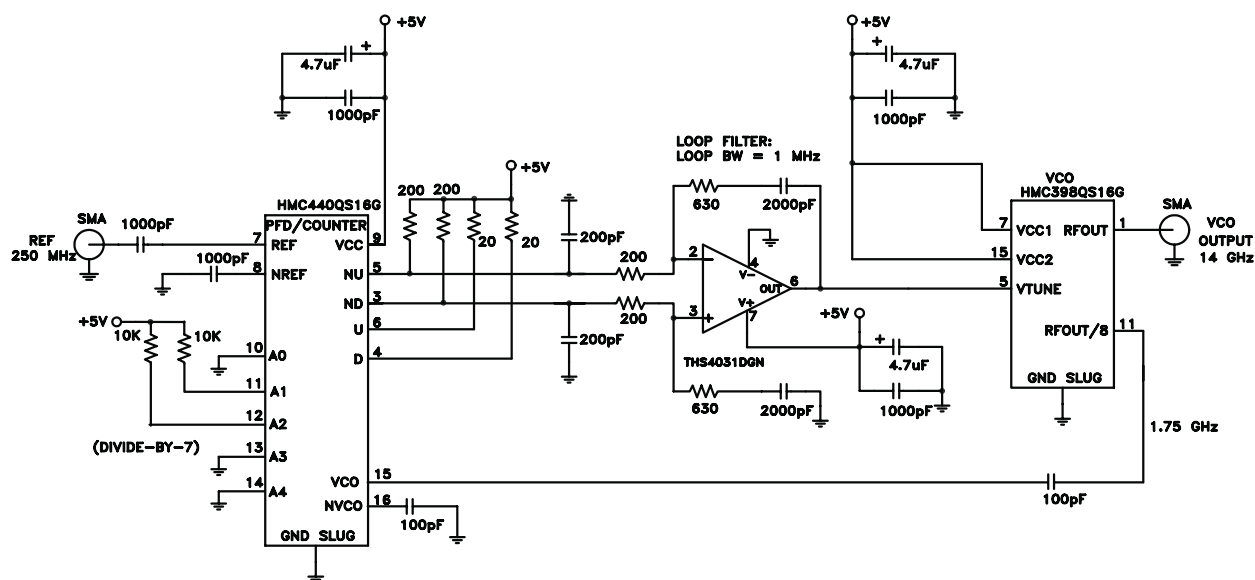 +5V
+5V
+
4.7uF
+
4.7uF
1000pF
1000pF
LOOP FILTER:
LOOP BW = 1 MHz
+5V
200
200
20
20
630
2000pF
VCO
HMC398QS16G
HMC440QS16G
PFD/COUNTER
SMA
REF
250 MHz
1000pF
7
REF
VCC
9
1000pF
8
NREF
NU
5
ND
3
U
6
D
4
200pF
200
200
200pF
2
−
4
V−
OUT
6
3
+
V+
7
THS4031DGN
+5V
+
4.7uF
1000pF
630
2000pF
7
VCC1
RFOUT
1
SMA
VCO
OUTPUT
14 GHz
15
VCC2
5
VTUNE
RFOUT/8
11
GND SLUG
1.75 GHz
+5V
10K
10K
10
A0
11
A1
12
A2
(DIVIDE-BY-7)
13
A3
14
A4
VCO
15
NVCO
16
100pF
100pF
GND SLUG